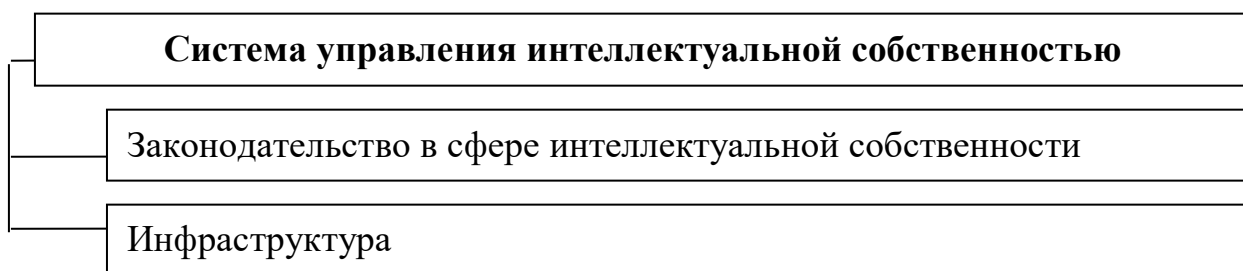 Система управления интеллектуальной собственностью
Законодательство в сфере интеллектуальной собственности
Инфраструктура